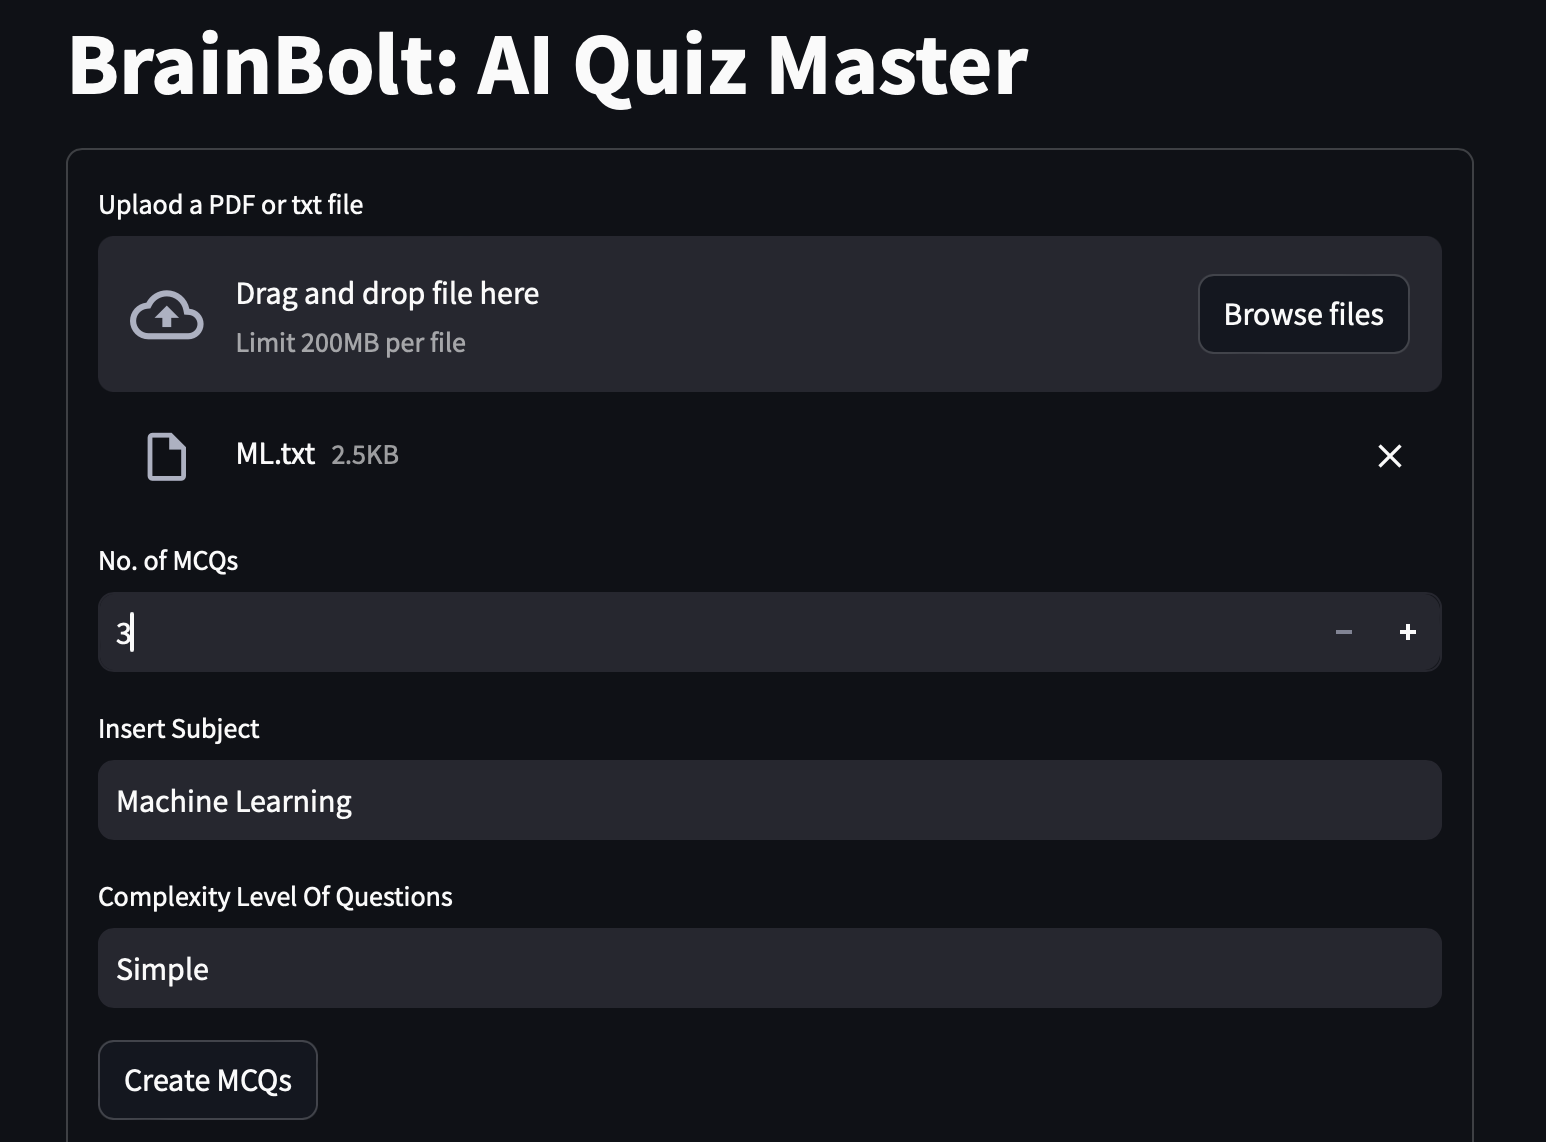 BrainBolt: AI Quiz Master
Uplaod a PDF or txt file
Drag and drop file here
Limit 200MB per file
Browse files
ML.txt 2.5KB
No. of MCQs
3
Insert Subject
Machine Learning
Complexity Level Of Questions
Simple
Create MCQs